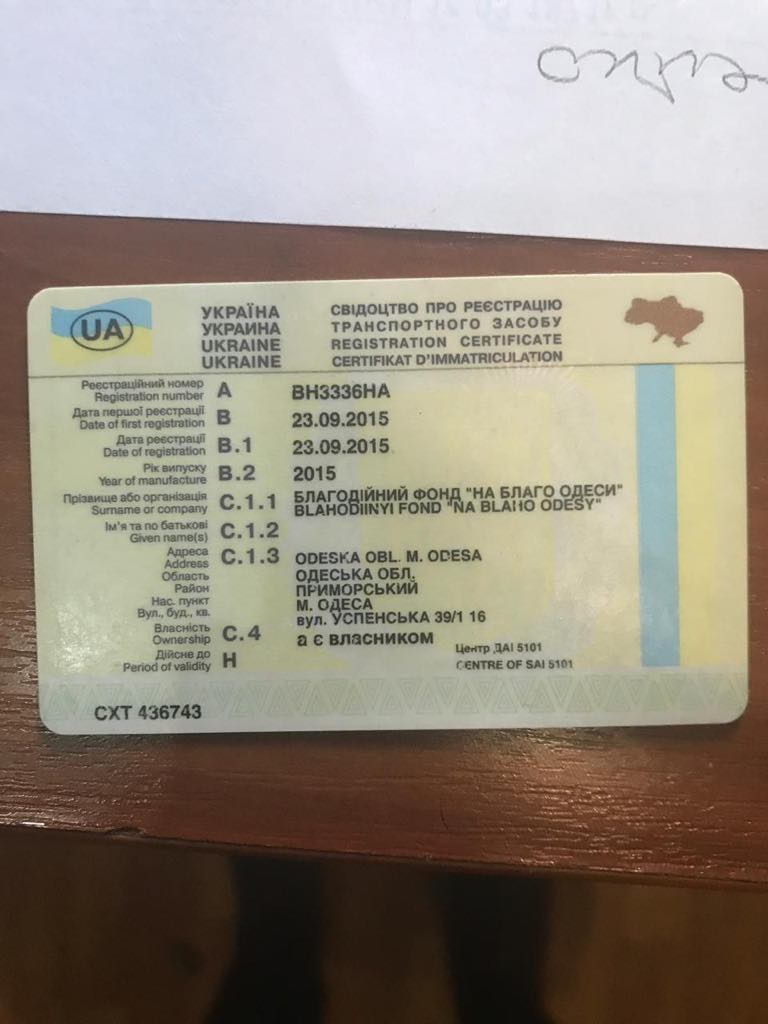 UA
УКРАЇНА
УКРАИНА
UKRAINE
UKRAINE
СВІДОЦТВО ПРО РЕЄСТРАЦІЮ
ТРАНСПОРТНОГО ЗАСОБУ
REGISTRATION CERTIFICATE
CERTIFIKAT D'IMMATRICULATION
Реєстраційний номер
Registration number A BH3336HA
Дата першої реєстрації
Date of first registration B 23.09.2015
Дата реєстрації
Date of registration B.1 23.09.2015
Рік випуску
Year of manufacture B.2 2015
Прізвище або організація
Surname or company C.1.1 БЛАГОДІЙНИЙ ФОНД "НА БЛАГО ОДЕСИ"
BLAHODIINYI FOND "NA BLAHO ODESY"
Ім'я та по батькові
Given name(s) C.1.2
Адреса
Address C.1.3 ODESKA OBL. M. ODESA
Область ОДЕСЬКА ОБЛ.
Район ПРИМОРСЬКИЙ
Нас. пункт М. ОДЕСА
Вул., буд., кв. вул. УСПЕНСЬКА 39/1 16
Власність
Ownership C.4 а є власником
Дійсне до
Period of validity H
Центр ДАІ 5101
CENTRE OF SAI 5101
СХТ 436743